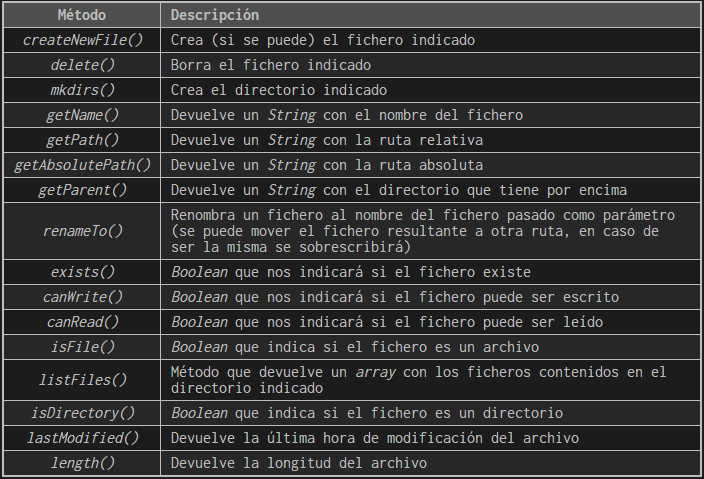 Método Descripción
createNewFile() Crea (si se puede) el fichero indicado
delete() Borra el fichero indicado
mkdirs() Crea el directorio indicado
getName() Devuelve un String con el nombre del fichero
getPath() Devuelve un String con la ruta relativa
getAbsolutePath() Devuelve un String con la ruta absoluta
getParent() Devuelve un String con el directorio que tiene por encima
renameTo() Renombra un fichero al nombre del fichero pasado como parámetro
(se puede mover el fichero resultante a otra ruta, en caso de
ser la misma se sobrescribirá)
exists() Boolean que nos indicará si el fichero existe
canWrite() Boolean que nos indicará si el fichero puede ser escrito
canRead() Boolean que nos indicará si el fichero puede ser leído
isFile() Boolean que indica si el fichero es un archivo
listFiles() Método que devuelve un array con los ficheros contenidos en el
directorio indicado
isDirectory() Boolean que indica si el fichero es un directorio
lastModified() Devuelve la última hora de modificación del archivo
length() Devuelve la longitud del archivo